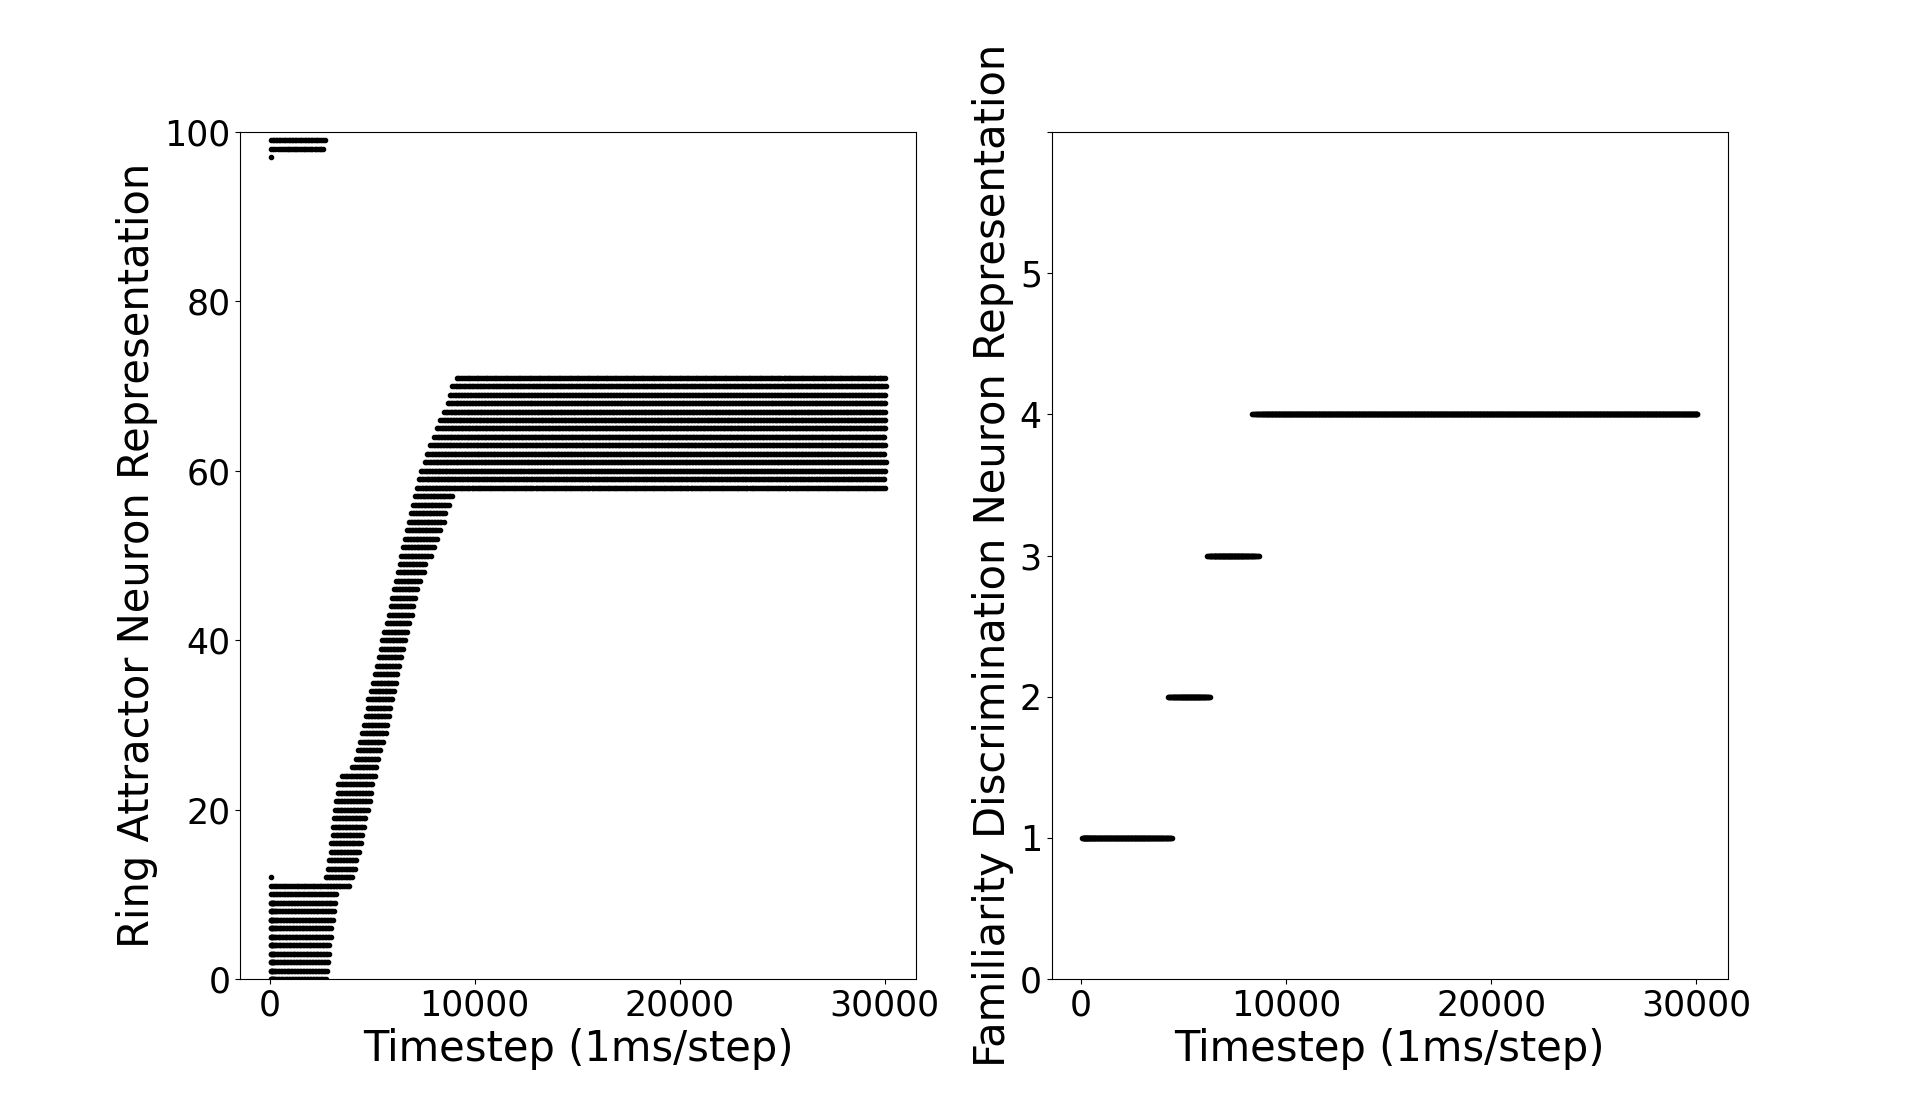 Ring Attractor Neuron Representation
100
80
60
40
20
0
0 10000 20000 30000
Timestep (1ms/step)
Familiarity Discrimination Neuron Representation
5
4
3
2
1
0
0 10000 20000 30000
Timestep (1ms/step)